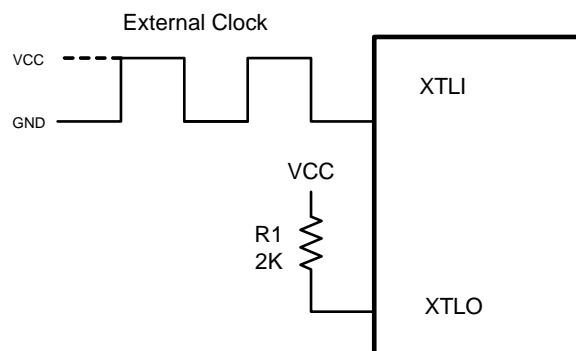 External Clock
VCC
XTLI
GND
VCC
R1
2K
XTLO